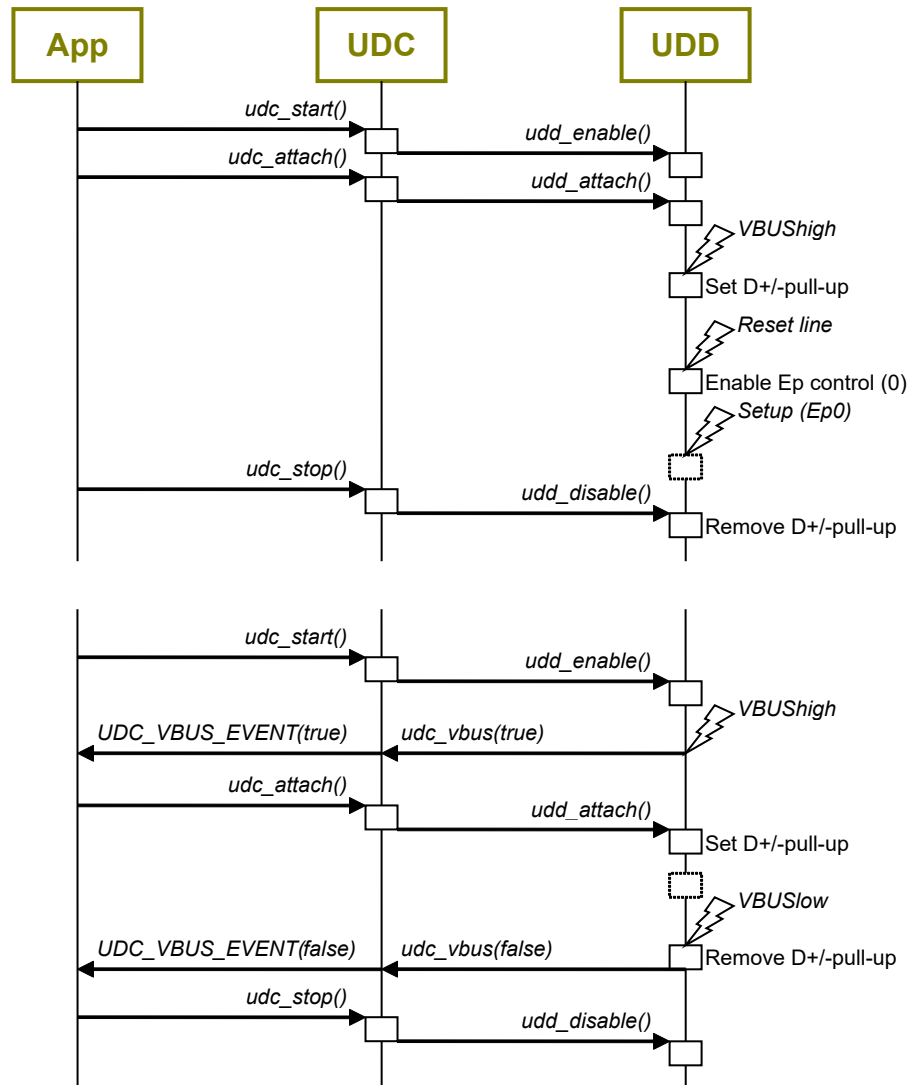 App
UDC
UDD
udc_start()
udd_enable()
udc_attach()
udd_attach()
VBUShigh
Set D+/-pull-up
Reset line
Enable Ep control (0)
Setup (Ep0)
udc_stop()
udd_disable()
Remove D+/-pull-up
udc_start()
udd_enable()
VBUShigh
UDC_VBUS_EVENT(true)
udc_vbus(true)
udc_attach()
udd_attach()
Set D+/-pull-up
VBUSlow
UDC_VBUS_EVENT(false)
udc_vbus(false)
Remove D+/-pull-up
udc_stop()
udd_disable()